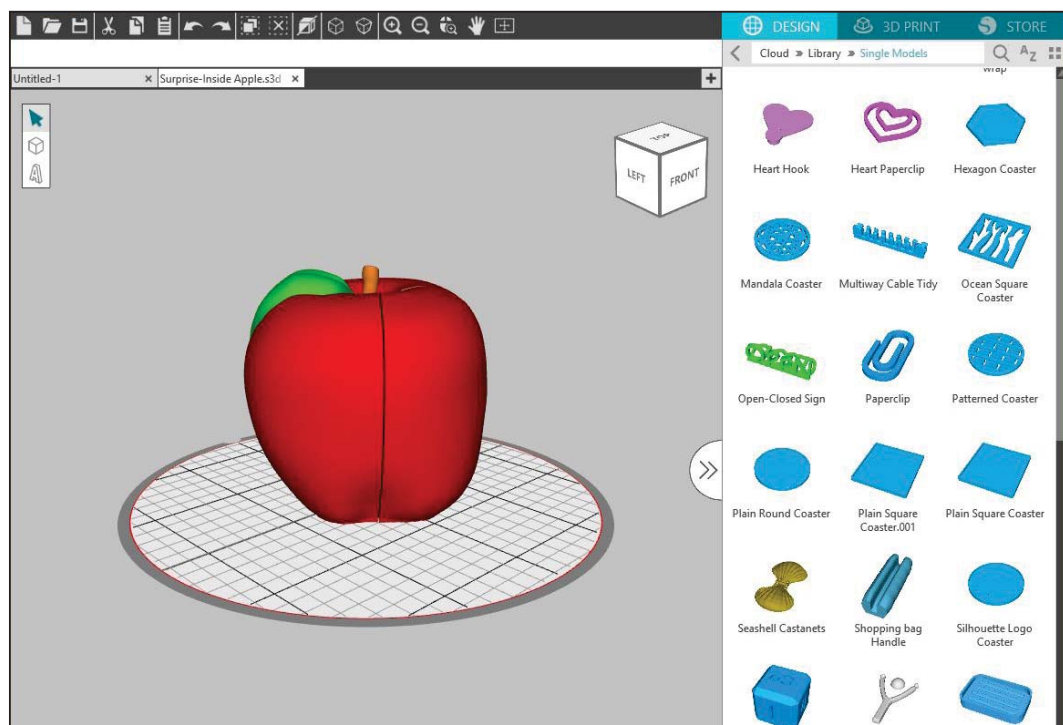 DESIGN
3D PRINT
STORE
Cloud » Library » Single Models
A Z
Untitled-1 ×
Surprise-Inside Apple.s3d ×
+
wrap
TOP
LEFT
FRONT
Heart Hook
Heart Paperclip
Hexagon Coaster
Mandala Coaster
Multiway Cable Tidy
Ocean Square
Coaster
Open-Closed Sign
Paperclip
Patterned Coaster
Plain Round Coaster
Plain Square
Coaster.001
Plain Square Coaster
Seashell Castanets
Shopping bag
Handle
Silhouette Logo
Coaster